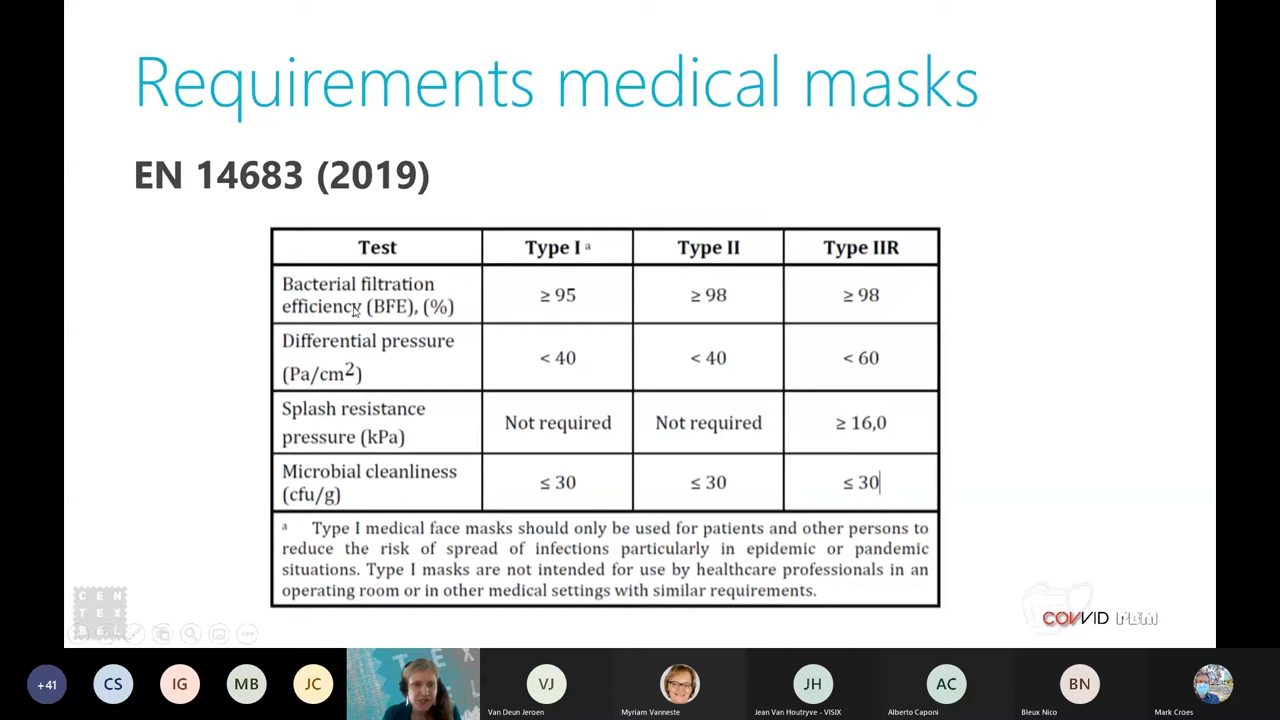 Requirements medical masks
EN 14683 (2019)
Test Type I ᵃ Type II Type IIR
Bacterial filtration
efficiency (BFE), (%) ≥ 95 ≥ 98 ≥ 98
Differential pressure
(Pa/cm²) < 40 < 40 < 60
Splash resistance
pressure (kPa) Not required Not required ≥ 16,0
Microbial cleanliness
(cfu/g) ≤ 30 ≤ 30 ≤ 30
ᵃ Type I medical face masks should only be used for patients and other persons to
reduce the risk of spread of infections particularly in epidemic or pandemic
situations. Type I masks are not intended for use by healthcare professionals in an
operating room or in other medical settings with similar requirements.
CEN
TEX
BEL
COVVID PBM
+41 CS IG MB JC VJ JH AC BN
Van Deun Jeroen Myriam Vanneste Jean Van Houtryve - VISIX Alberto Caponi Bleux Nico Mark Croes